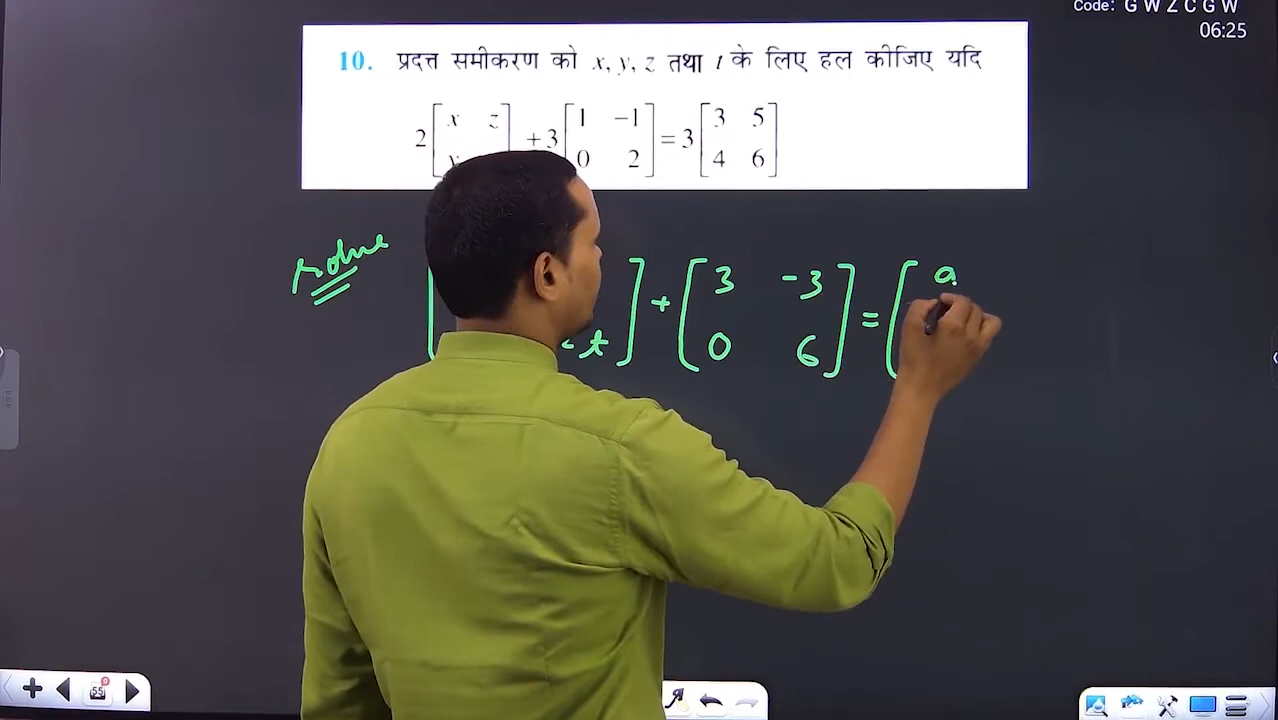 Code: G W Z C G W
06:25
10. प्रदत्त समीकरण को x, y, z तथा t के लिए हल कीजिए यदि
2 [x z] + 3 [1 -1] = 3 [3 5]
y 0 2 4 6
solve
[ t] + [3 -3] = [9
0 6
55